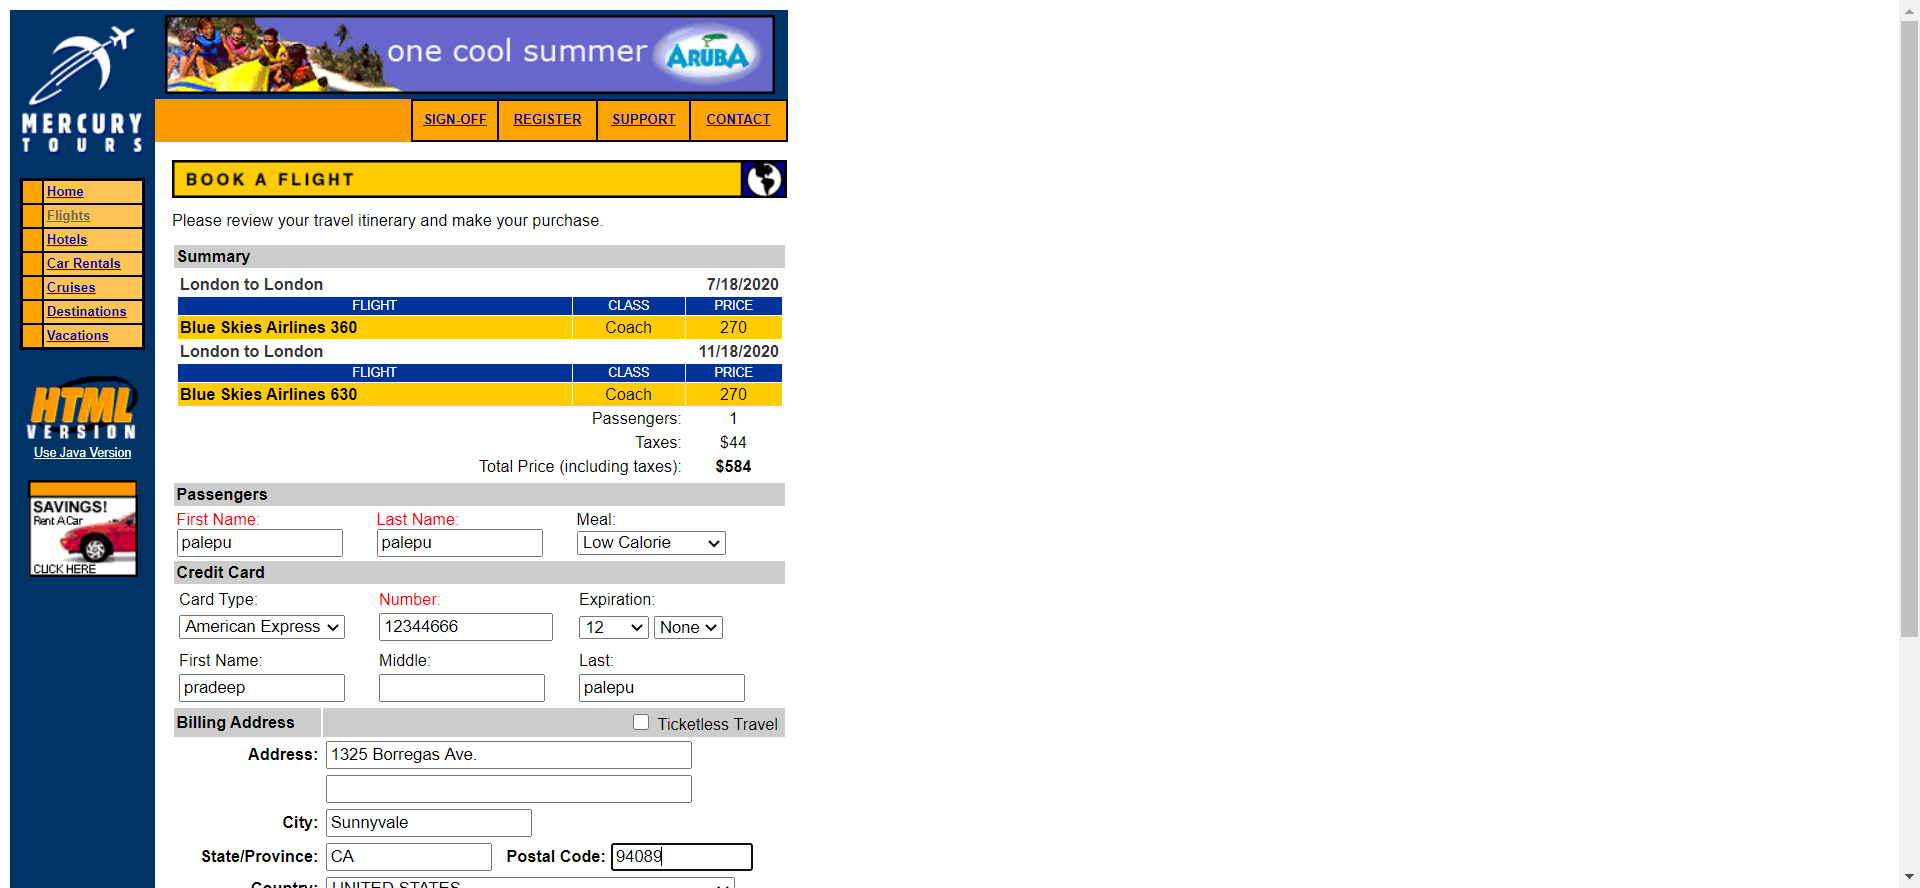 one cool summer ARUBA
MERCURY
TOURS
SIGN-OFF REGISTER SUPPORT CONTACT
Home
Flights
Hotels
Car Rentals
Cruises
Destinations
Vacations
HTML
VERSION
Use Java Version
SAVINGS!
Rent A Car
CLICK HERE
BOOK A FLIGHT
Please review your travel itinerary and make your purchase.
Summary
London to London 7/18/2020
FLIGHT CLASS PRICE
Blue Skies Airlines 360 Coach 270
London to London 11/18/2020
FLIGHT CLASS PRICE
Blue Skies Airlines 630 Coach 270
Passengers: 1
Taxes: $44
Total Price (including taxes): $584
Passengers
First Name: Last Name: Meal:
palepu palepu Low Calorie
Credit Card
Card Type: Number: Expiration:
American Express 12344666 12 None
First Name: Middle: Last:
pradeep palepu
Billing Address Ticketless Travel
Address: 1325 Borregas Ave.
City: Sunnyvale
State/Province: CA Postal Code: 94089
Country: UNITED STATES